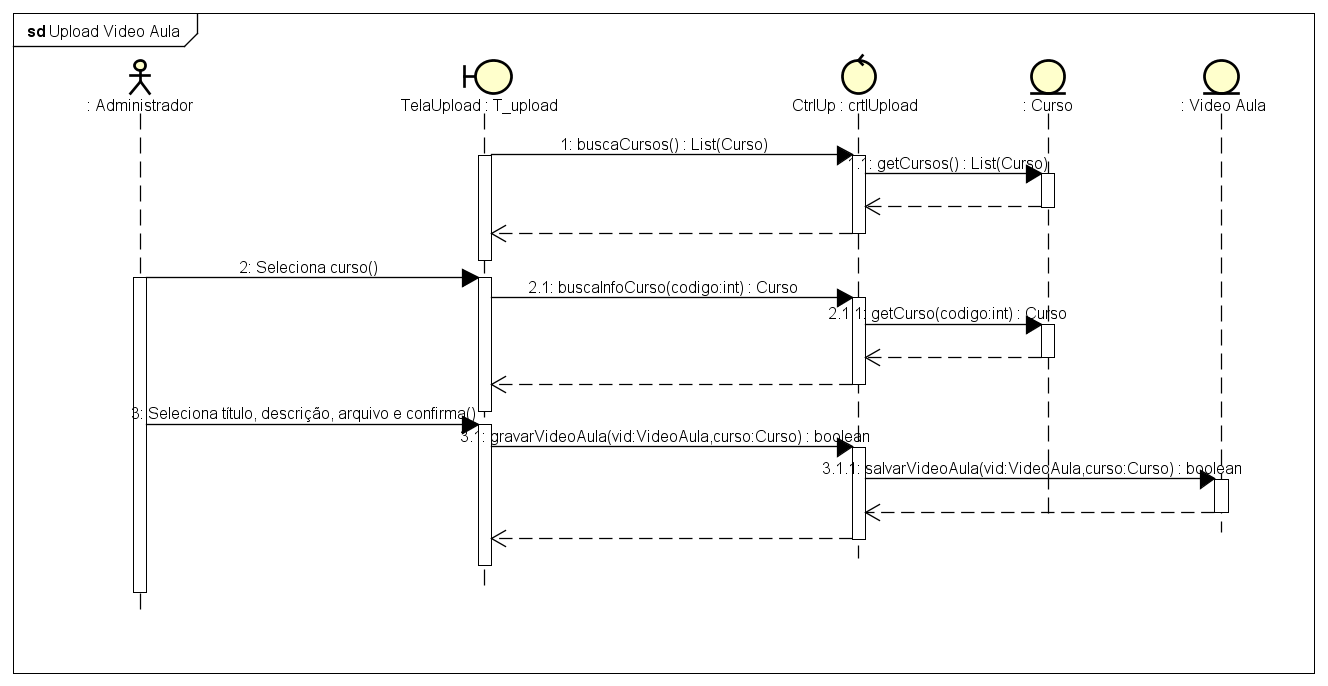 sd Upload Video Aula
: Administrador
TelaUpload : T_upload
CtrlUp : crtlUpload
: Curso
: Video Aula
1: buscaCursos() : List(Curso)
1.1: getCursos() : List(Curso)
2: Seleciona curso()
2.1: buscaInfoCurso(codigo:int) : Curso
2.1.1: getCurso(codigo:int) : Curso
3: Seleciona título, descrição, arquivo e confirma()
3.1: gravarVideoAula(vid:VideoAula,curso:Curso) : boolean
3.1.1: salvarVideoAula(vid:VideoAula,curso:Curso) : boolean